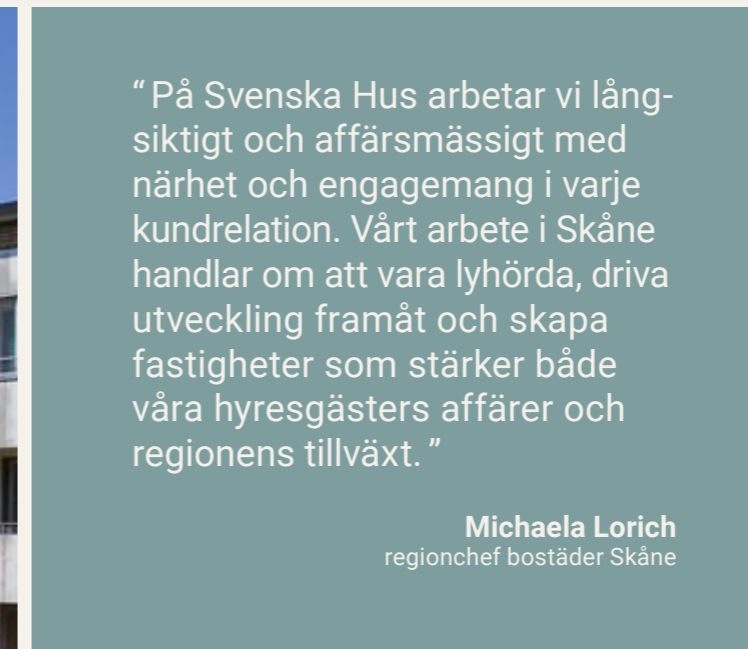 “ På Svenska Hus arbetar vi lång-
siktigt och affärsmässigt med
närhet och engagemang i varje
kundrelation. Vårt arbete i Skåne
handlar om att vara lyhörda, driva
utveckling framåt och skapa
fastigheter som stärker både
våra hyresgästers affärer och
regionens tillväxt. ”
Michaela Lorich
regionchef bostäder Skåne